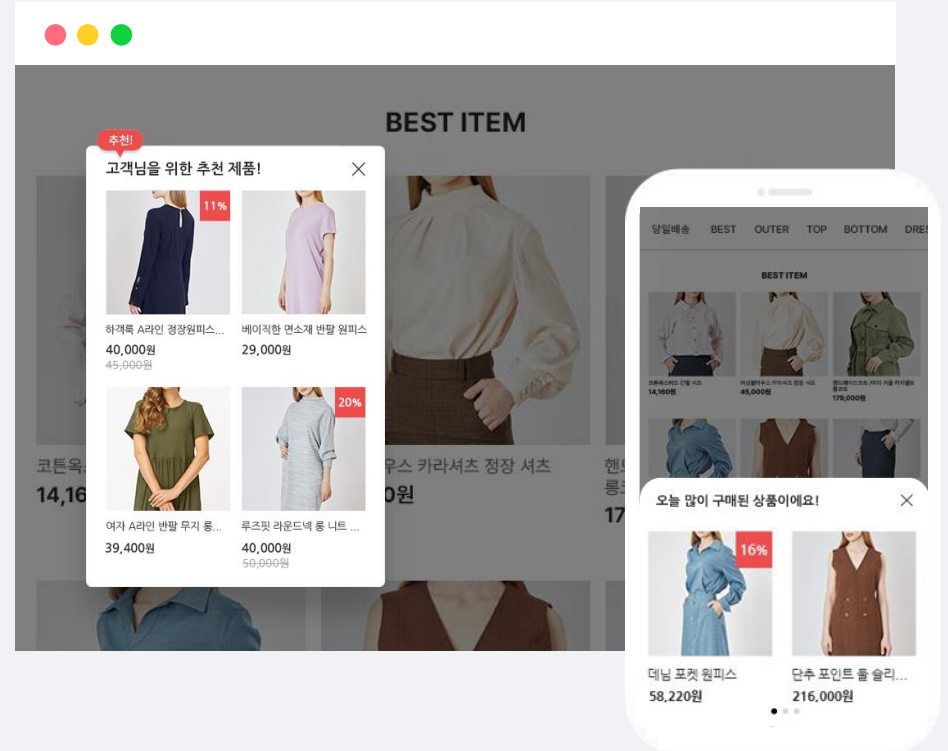 BEST ITEM
추천!
고객님을 위한 추천 제품!
11%
하객룩 A라인 정장원피스...
베이직한 면소재 반팔 원피스
40,000원
29,000원
45,000원
20%
여자 A라인 반팔 무지 롱...
루즈핏 라운드넥 롱 니트 ...
39,400원
40,000원
50,000원
코튼옥
우스 카라셔츠 정장 셔츠
14,16
0원
17
당일배송 BEST OUTER TOP BOTTOM DRES
BEST ITEM
14,160원
45,000원
179,000원
오늘 많이 구매된 상품이에요!
16%
데님 포켓 원피스
단추 포인트 울 슬리...
58,220원
216,000원